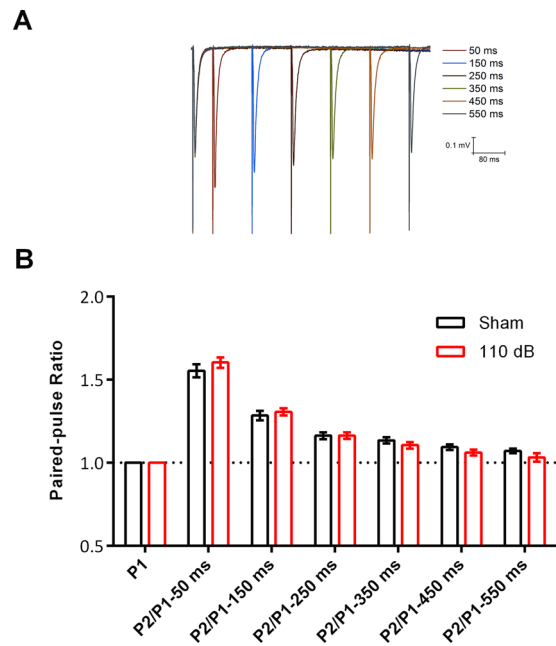 A
50 ms
150 ms
250 ms
350 ms
450 ms
550 ms
0.1 mV
80 ms
B
Paired-pulse Ratio
2.0
1.5
1.0
0.5
Sham
110 dB
P1
P2/P1-50 ms
P2/P1-150 ms
P2/P1-250 ms
P2/P1-350 ms
P2/P1-450 ms
P2/P1-550 ms